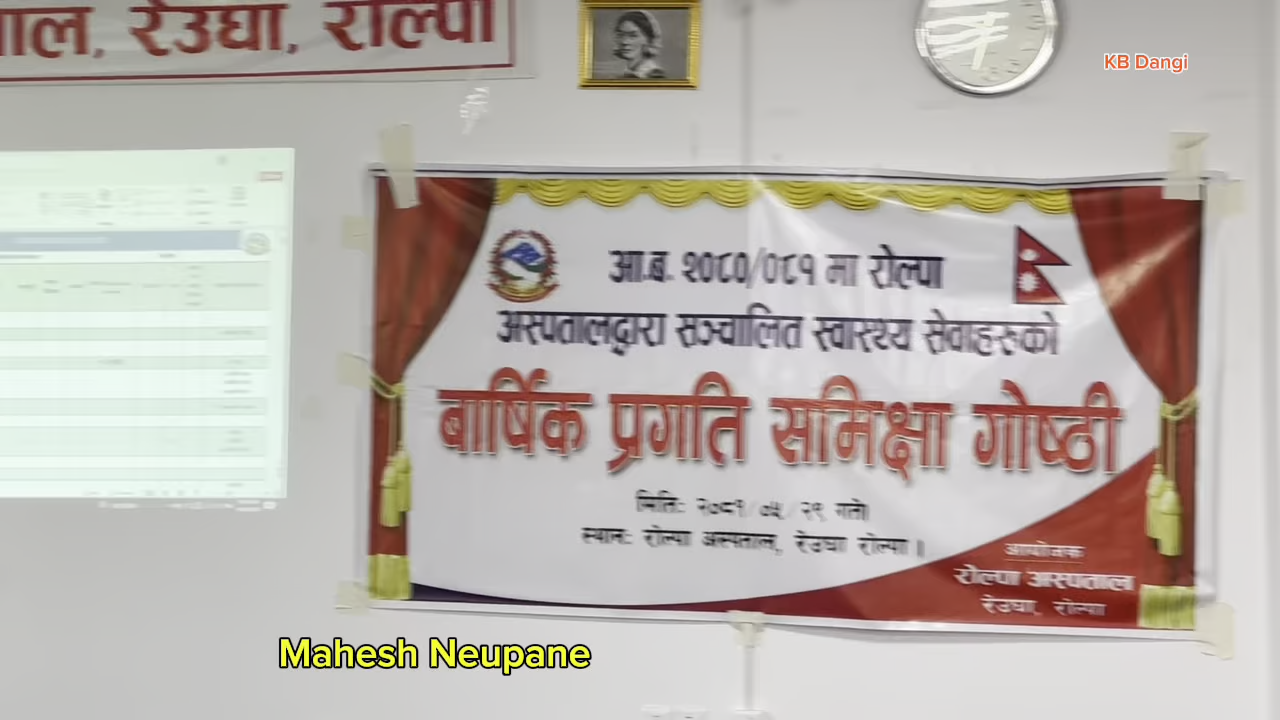 ाल, रेउघा, रोल्पा
KB Dangi
आ.ब. २०८०/०८१ मा रोल्पा
अस्पतालद्वारा सञ्चालित स्वास्थ्य सेवाहरुको
बार्षिक प्रगति समिक्षा गोष्ठी
मितिः २०८१/०५/२९ गते।
स्थानः रोल्पा अस्पताल, रेउघा रोल्पा ।
आयोजक
रोल्पा अस्पताल
रेउघा, रोल्पा
Mahesh Neupane